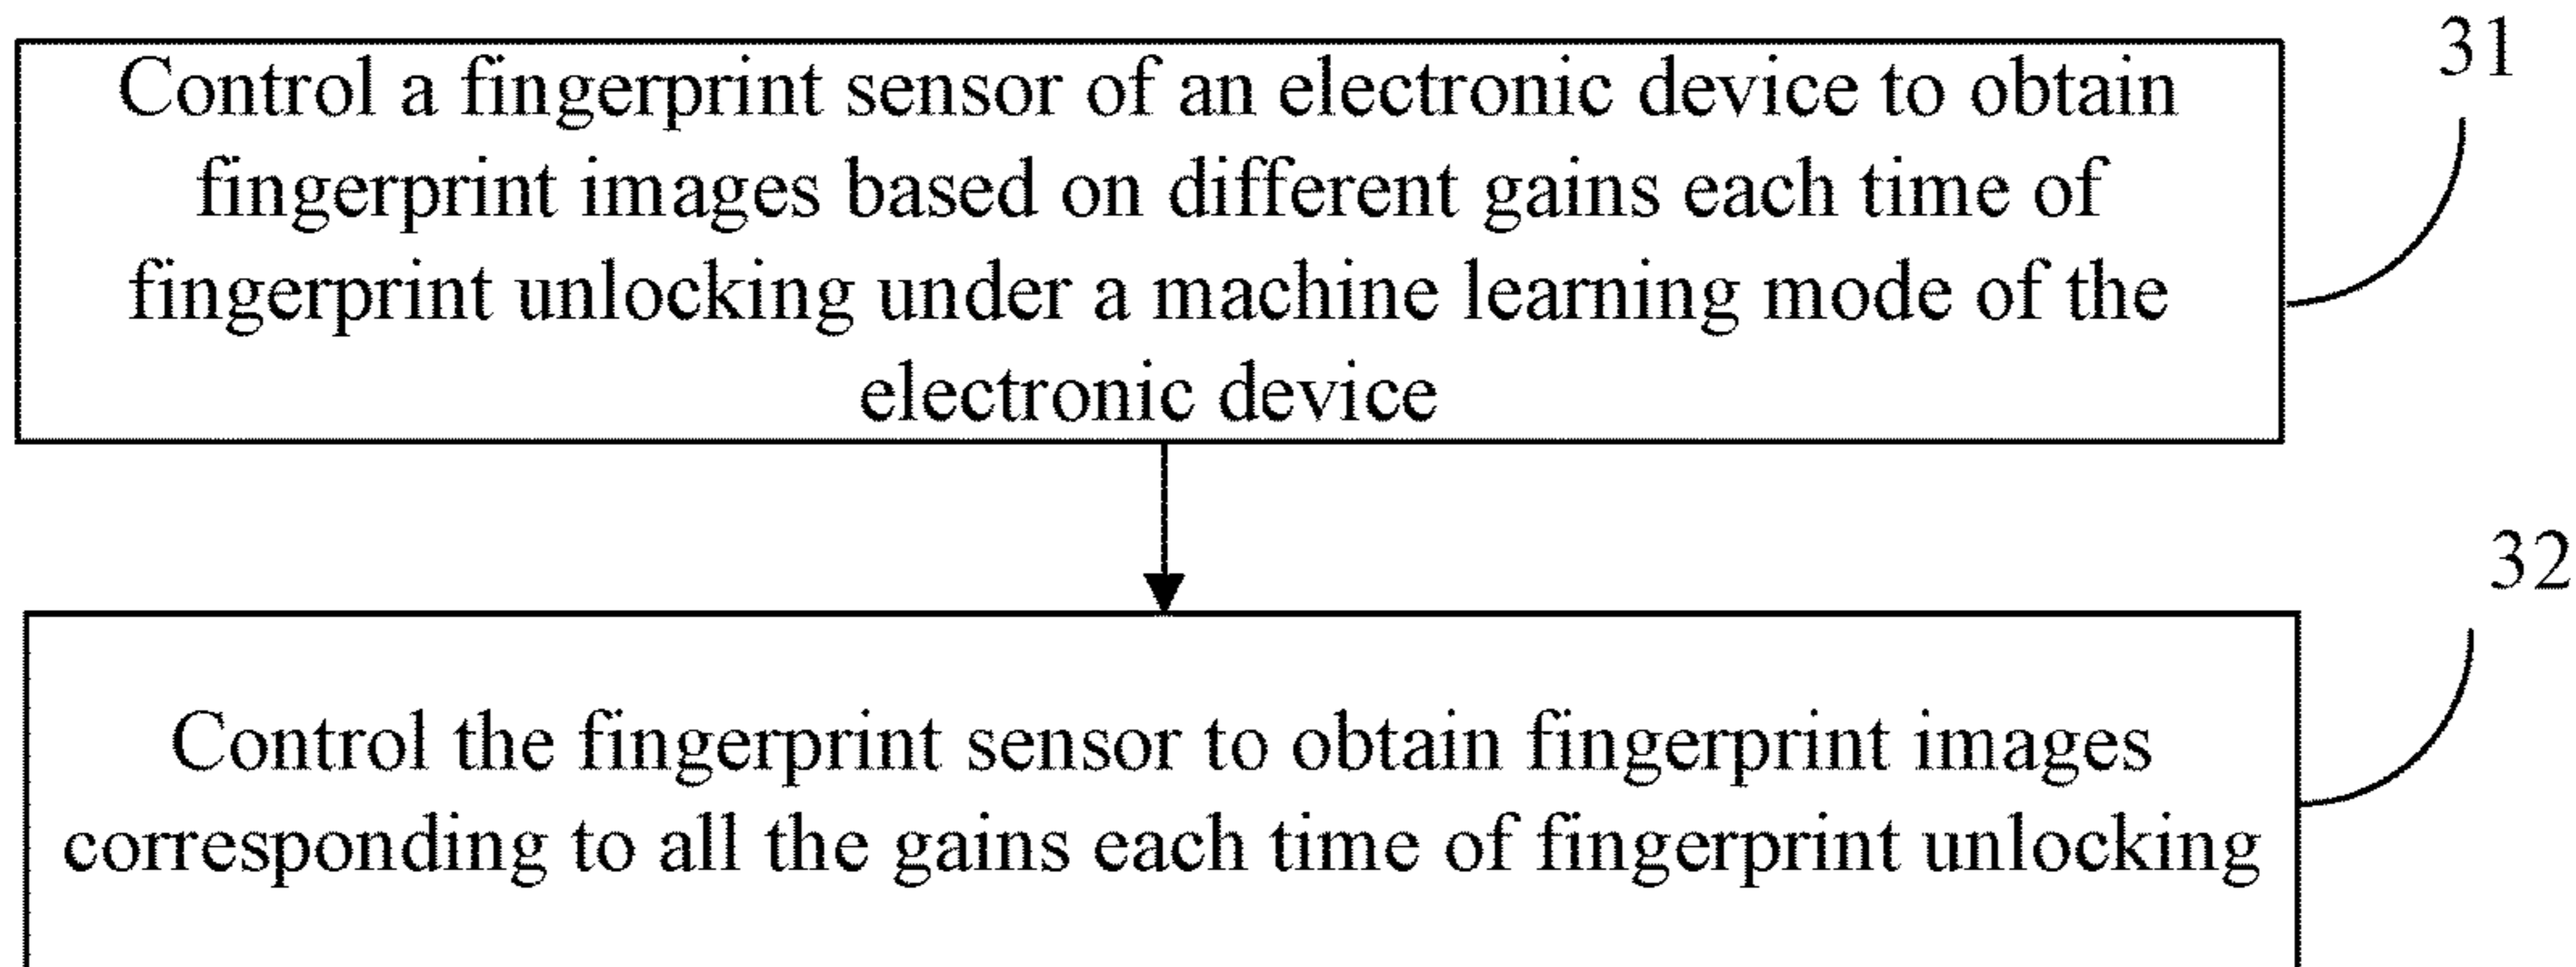 31
Control a fingerprint sensor of an electronic device to obtain
fingerprint images based on different gains each time of
fingerprint unlocking under a machine learning mode of the
electronic device
32
Control the fingerprint sensor to obtain fingerprint images
corresponding to all the gains each time of fingerprint unlocking